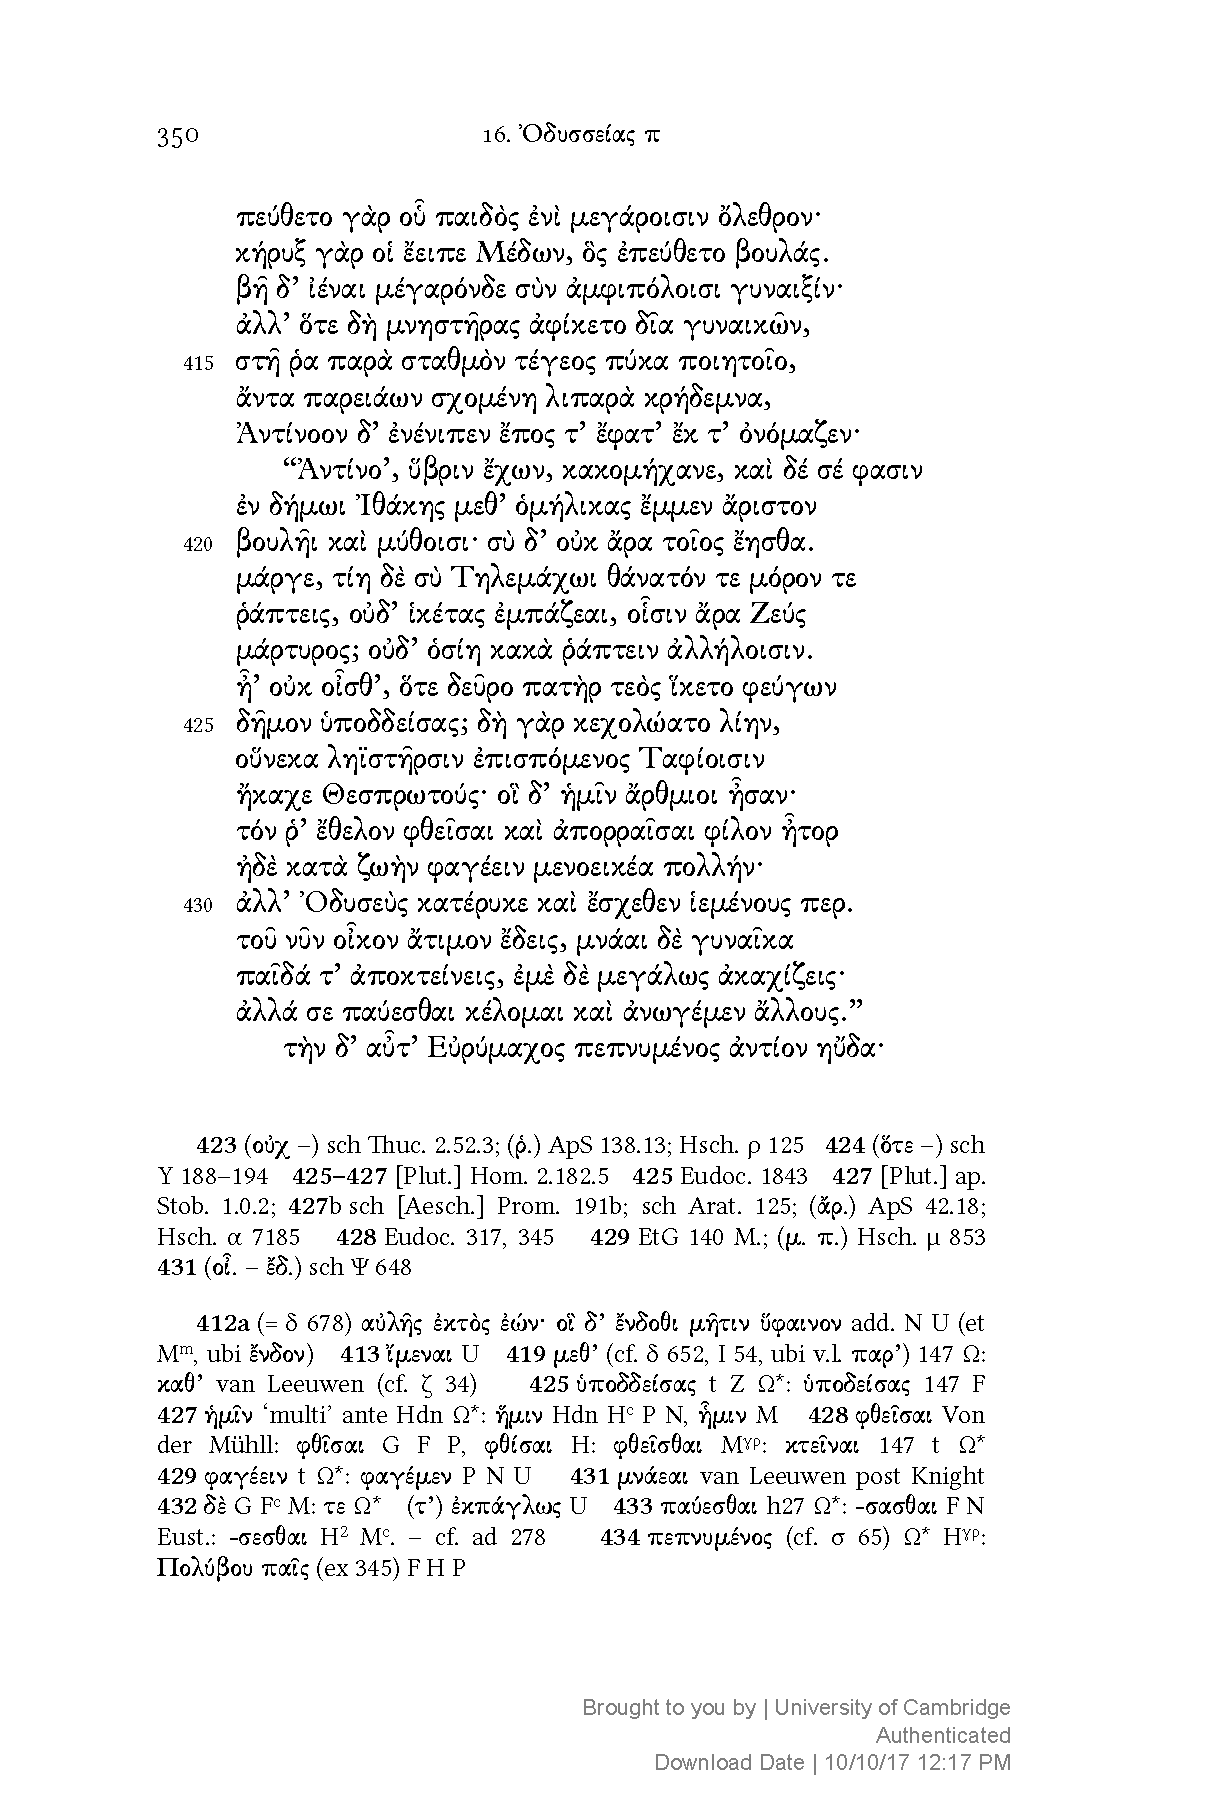 350 16. Ὀδυσσείας π
πεύθετο γὰρ οὗ παιδὸς ἐνὶ μεγάροισιν ὄλεθρον·
κήρυξ γὰρ οἱ ἔειπε Μέδων, ὃς ἐπεύθετο βουλάς.
βῆ δ’ ἰέναι μέγαρόνδε σὺν ἀμφιπόλοισι γυναιξίν·
ἀλλ’ ὅτε δὴ μνηστῆρας ἀφίκετο δῖα γυναικῶν,
415 στῆ ῥα παρὰ σταθμὸν τέγεος πύκα ποιητοῖο,
ἄντα παρειάων σχομένη λιπαρὰ κρήδεμνα,
Ἀντίνοον δ’ ἐνένιπεν ἔπος τ’ ἔφατ’ ἔκ τ’ ὀνόμαζεν·
“Ἀντίνο’, ὕβριν ἔχων, κακομήχανε, καὶ δέ σέ φασιν
ἐν δήμωι Ἰθάκης μεθ’ ὁμήλικας ἔμμεν ἄριστον
420 βουλῆι καὶ μύθοισι· σὺ δ’ οὐκ ἄρα τοῖος ἔησθα.
μάργε, τίη δὲ σὺ Τηλεμάχωι θάνατόν τε μόρον τε
ῥάπτεις, οὐδ’ ἱκέτας ἐμπάζεαι, οἷσιν ἄρα Ζεύς
μάρτυρος; οὐδ’ ὁσίη κακὰ ῥάπτειν ἀλλήλοισιν.
ἦ’ οὐκ οἶσθ’, ὅτε δεῦρο πατὴρ τεὸς ἵκετο φεύγων
425 δῆμον ὑποδδείσας; δὴ γὰρ κεχολώατο λίην,
οὕνεκα ληϊστῆρσιν ἐπισπόμενος Ταφίοισιν
ἤκαχε Θεσπρωτούς· οἳ δ’ ἡμῖν ἄρθμιοι ἦσαν·
τόν ῥ’ ἔθελον φθεῖσαι καὶ ἀπορραῖσαι φίλον ἦτορ
ἠδὲ κατὰ ζωὴν φαγέειν μενοεικέα πολλήν·
430 ἀλλ’ Ὀδυσεὺς κατέρυκε καὶ ἔσχεθεν ἱεμένους περ.
τοῦ νῦν οἶκον ἄτιμον ἔδεις, μνάαι δὲ γυναῖκα
παῖδά τ’ ἀποκτείνεις, ἐμὲ δὲ μεγάλως ἀκαχίζεις·
ἀλλά σε παύεσθαι κέλομαι καὶ ἀνωγέμεν ἄλλους.”
τὴν δ’ αὖτ’ Εὐρύμαχος πεπνυμένος ἀντίον ηὔδα·
423 (οὐχ –) sch Thuc. 2.52.3; (ῥ.) ApS 138.13; Hsch. ρ 125 424 (ὅτε –) sch
Υ 188–194 425–427 [Plut.] Hom. 2.182.5 425 Eudoc. 1843 427 [Plut.] ap.
Stob. 1.0.2; 427b sch [Aesch.] Prom. 191b; sch Arat. 125; (ἄρ.) ApS 42.18;
Hsch. α 7185 428 Eudoc. 317, 345 429 EtG 140 M.; (μ. π.) Hsch. μ 853
431 (οἶ. – ἔδ.) sch Ψ 648
412a (= δ 678) αὐλῆς ἐκτὸς ἐών· οἳ δ’ ἔνδοθι μῆτιν ὕφαινον add. N U (et
Mᵐ, ubi ἔνδον) 413 ἴμεναι U 419 μεθ’ (cf. δ 652, Ι 54, ubi v.l. παρ’) 147 Ω:
καθ’ van Leeuwen (cf. ζ 34) 425 ὑποδδείσας t Z Ω*: ὑποδείσας 147 F
427 ἡμῖν ‘multi’ ante Hdn Ω*: ἥμιν Hdn Hᶜ P N, ἧμιν M 428 φθεῖσαι Von
der Mühll: φθῖσαι G F P, φθίσαι H: φθεῖσθαι Mᵞᵖ: κτεῖναι 147 t Ω*
429 φαγέειν t Ω*: φαγέμεν P N U 431 μνάεαι van Leeuwen post Knight
432 δὲ G Fᶜ M: τε Ω* (τ’) ἐκπάγλως U 433 παύεσθαι h27 Ω*: -σασθαι F N
Eust.: -σεσθαι H² Mᶜ. – cf. ad 278 434 πεπνυμένος (cf. σ 65) Ω* Hᵞᵖ:
Πολύβου παῖς (ex 345) F H P
Brought to you by | University of Cambridge
Authenticated
Download Date | 10/10/17 12:17 PM